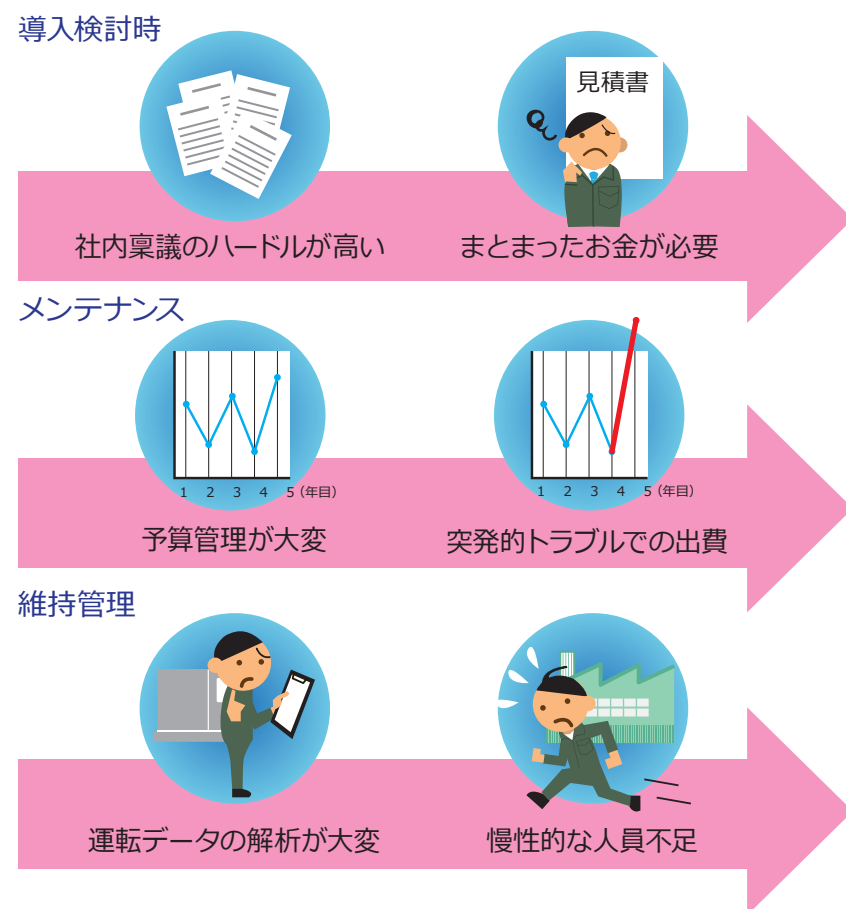 導入検討時
見積書
社内稟議のハードルが高い
まとまったお金が必要
メンテナンス
1 2 3 4 5（年目）
1 2 3 4 5（年目）
予算管理が大変
突発的トラブルでの出費
維持管理
運転データの解析が大変
慢性的な人員不足